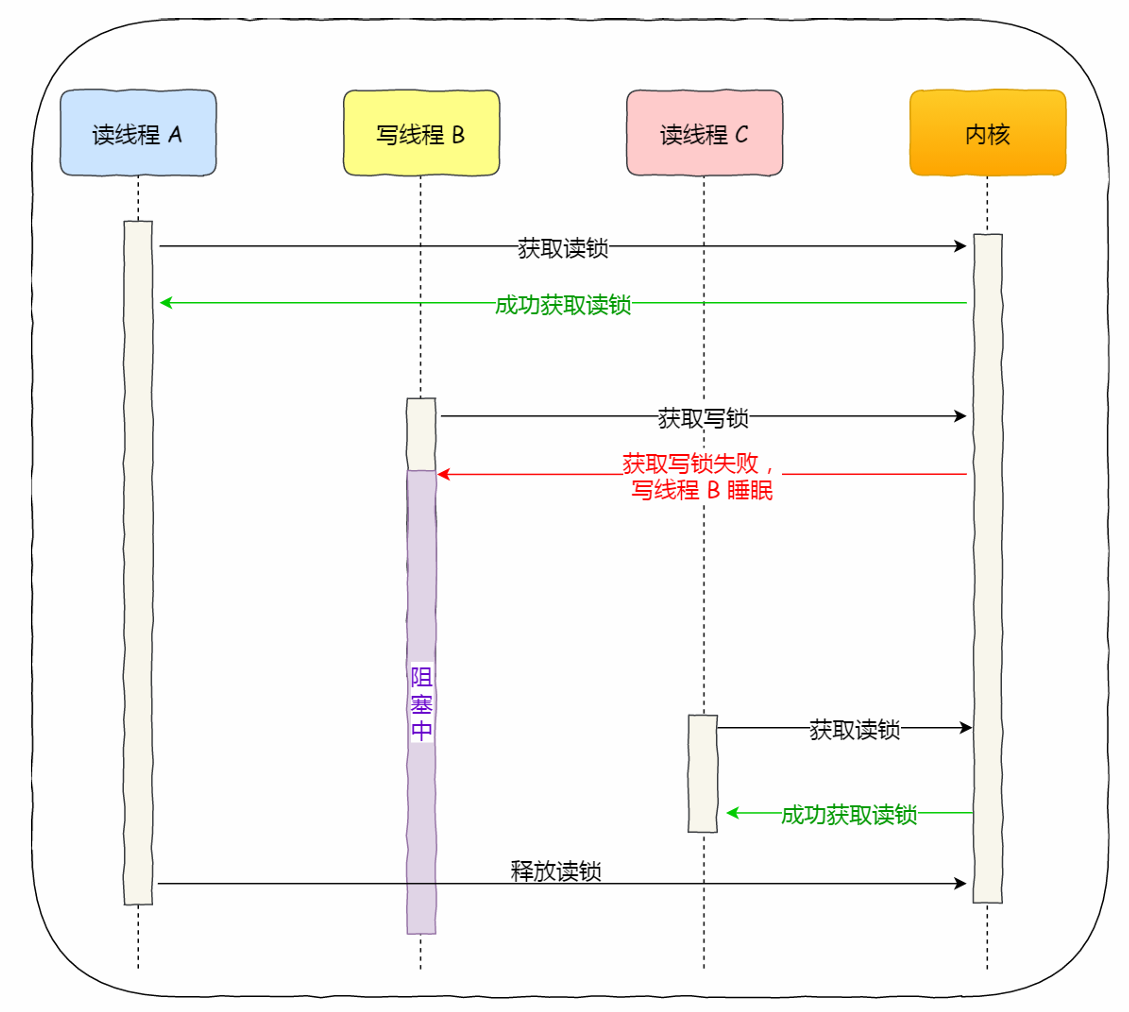 读线程 A
写线程 B
读线程 C
内核
获取读锁
成功获取读锁
获取写锁
获取写锁失败，
写线程 B 睡眠
阻
塞
中
获取读锁
成功获取读锁
释放读锁